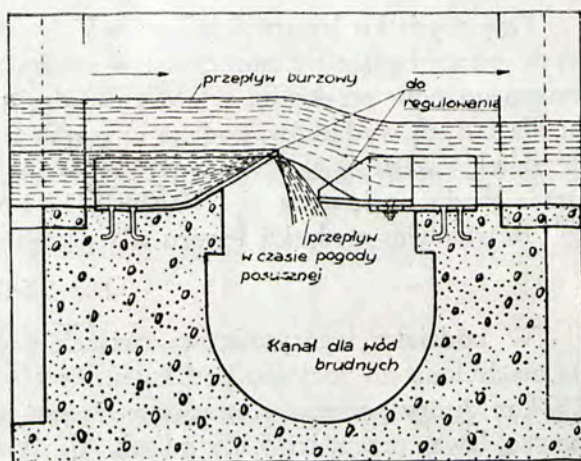 przepływ burzowy
do
regulowania
przepływ
w czasie pogody
posusznej
Kanał dla wód
brudnych